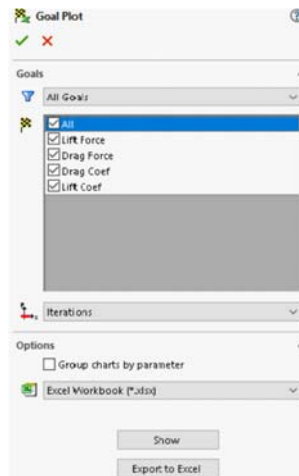 Goal Plot
Goals
All Goals
All
Lift Force
Drag Force
Drag Coef
Lift Coef
Iterations
Options
Group charts by parameter
Excel Workbook (*.xlsx)
Show
Export to Excel